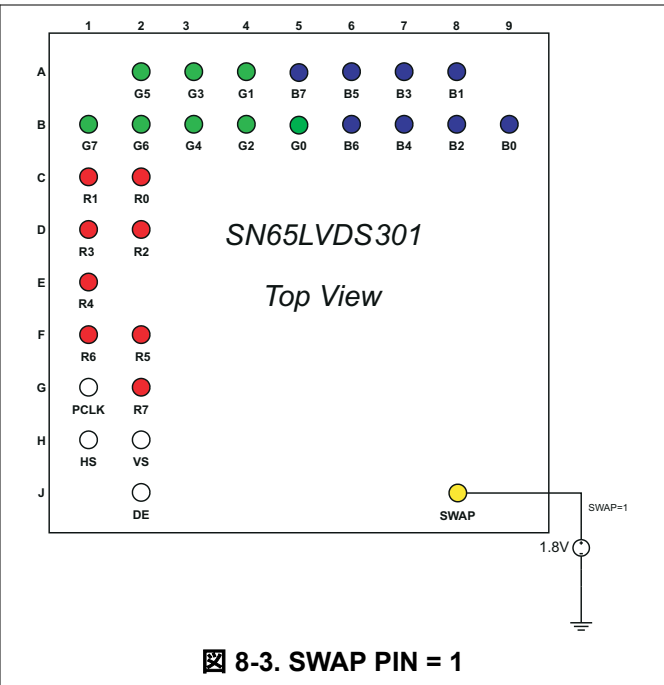 1 2 3 4 5 6 7 8 9
A
G5 G3 G1 B7 B5 B3 B1
B
G7 G6 G4 G2 G0 B6 B4 B2 B0
C
R1 R0
D
R3 R2
SN65LVDS301
E
R4
Top View
F
R6 R5
G
PCLK R7
H
HS VS
J
DE SWAP
SWAP=1
1.8V
図 8-3. SWAP PIN = 1